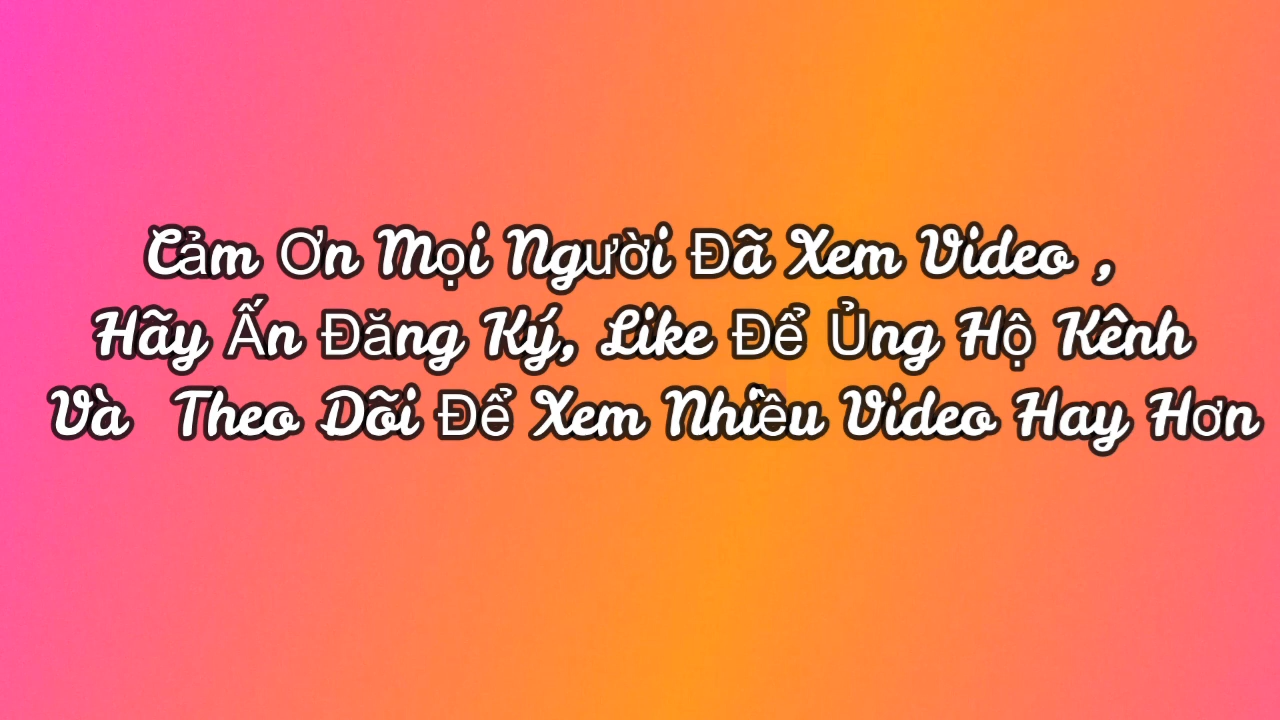 Cảm Ơn Mọi Người Đã Xem Video ,
Hãy Ấn Đăng Ký, Like Để Ủng Hộ Kênh
Và Theo Dõi Để Xem Nhiều Video Hay Hơn